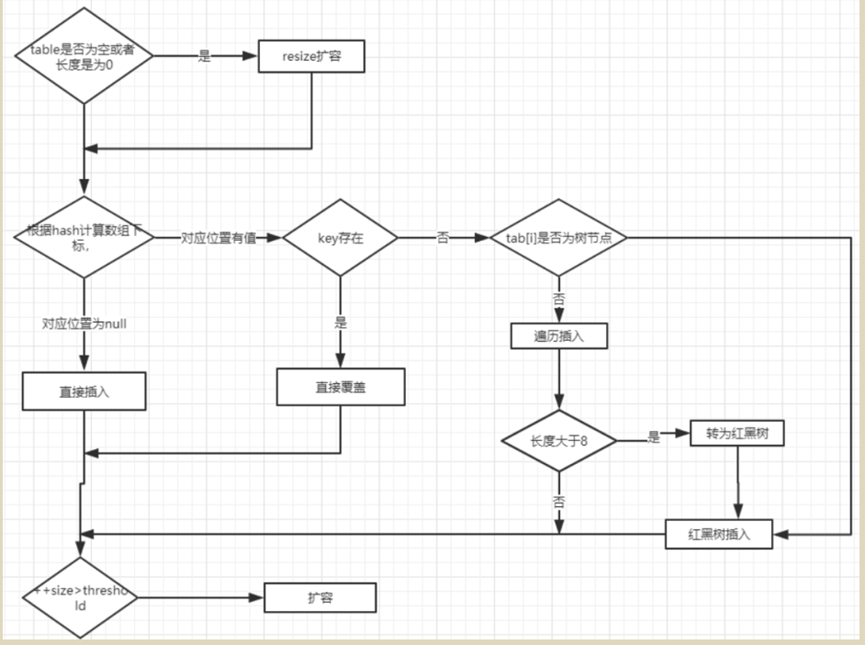 table是否为空或者
长度是为0
是
resize扩容
根据hash计算数组下
标,
对应位置有值
key存在
否
tab[i]是否为树节点
对应位置为null
是
否
遍历插入
直接插入
直接覆盖
长度大于8
是
转为红黑树
否
红黑树插入
++size>thresho
ld
扩容